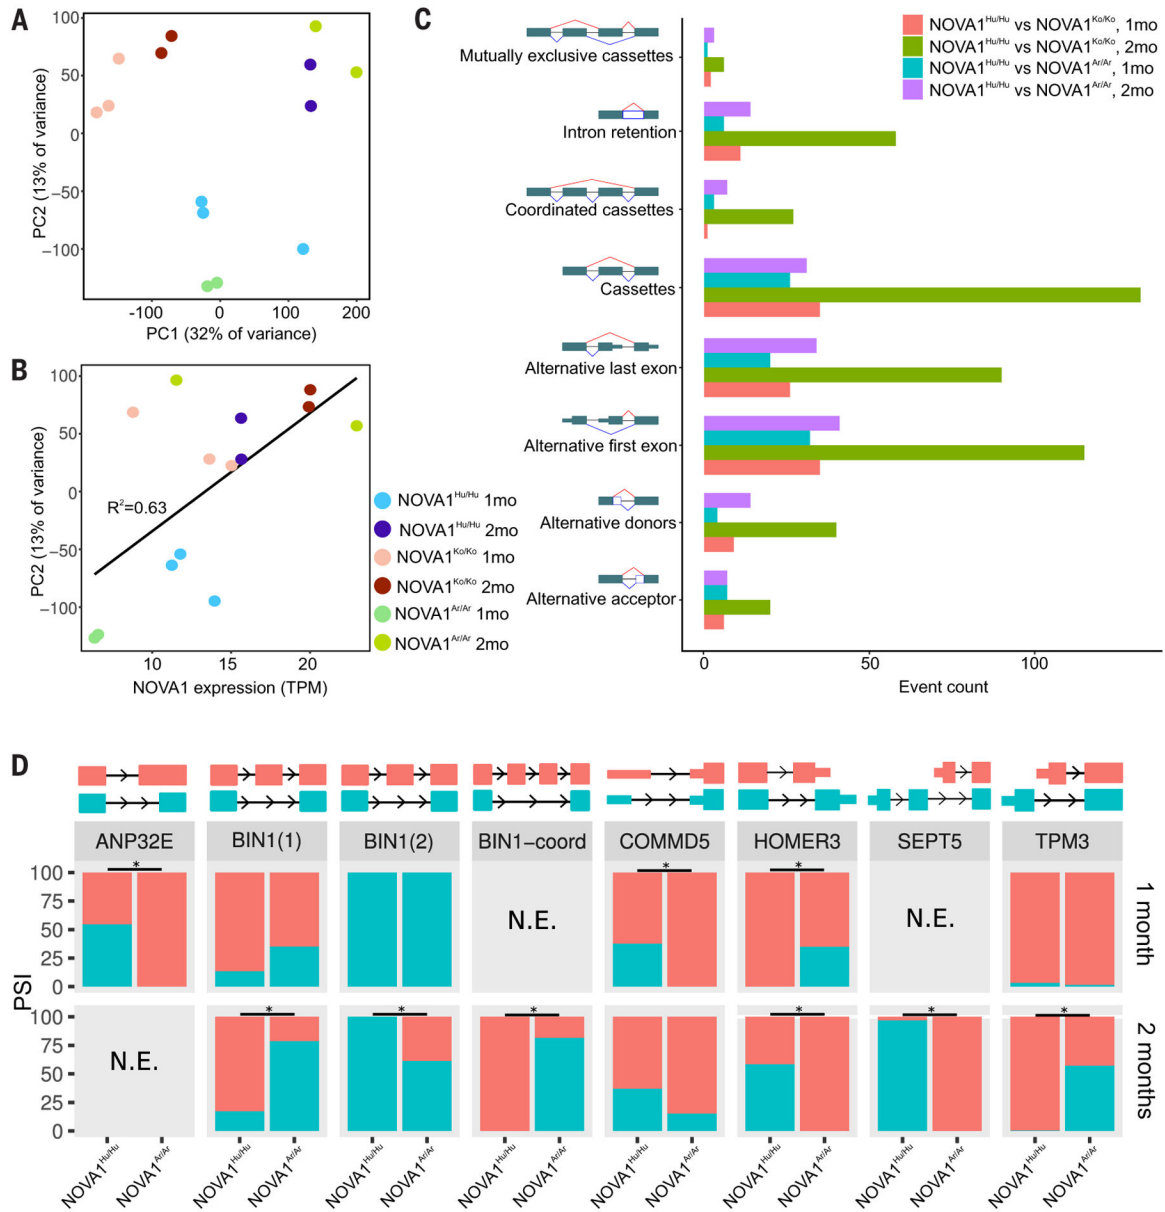 A
100
50
0
−50
−100
PC2 (13% of variance)
-100 0 100 200
PC1 (32% of variance)
B
100
50
0
−50
−100
PC2 (13% of variance)
R²=0.63
10 15 20
NOVA1 expression (TPM)
NOVA1Hu/Hu 1mo
NOVA1Hu/Hu 2mo
NOVA1Ko/Ko 1mo
NOVA1Ko/Ko 2mo
NOVA1Ar/Ar 1mo
NOVA1Ar/Ar 2mo
C
NOVA1Hu/Hu vs NOVA1Ko/Ko, 1mo
NOVA1Hu/Hu vs NOVA1Ko/Ko, 2mo
NOVA1Hu/Hu vs NOVA1Ar/Ar, 1mo
NOVA1Hu/Hu vs NOVA1Ar/Ar, 2mo
Mutually exclusive cassettes
Intron retention
Coordinated cassettes
Cassettes
Alternative last exon
Alternative first exon
Alternative donors
Alternative acceptor
0 50 100
Event count
D
ANP32E BIN1(1) BIN1(2) BIN1−coord COMMD5 HOMER3 SEPT5 TPM3
* * *
100
75
50
25
0
N.E. N.E.
1 month
PSI
* * * * * *
100
75
50
25
0
N.E.
2 months
NOVA1Hu/Hu NOVA1Ar/Ar NOVA1Hu/Hu NOVA1Ar/Ar NOVA1Hu/Hu NOVA1Ar/Ar NOVA1Hu/Hu NOVA1Ar/Ar NOVA1Hu/Hu NOVA1Ar/Ar NOVA1Hu/Hu NOVA1Ar/Ar NOVA1Hu/Hu NOVA1Ar/Ar NOVA1Hu/Hu NOVA1Ar/Ar